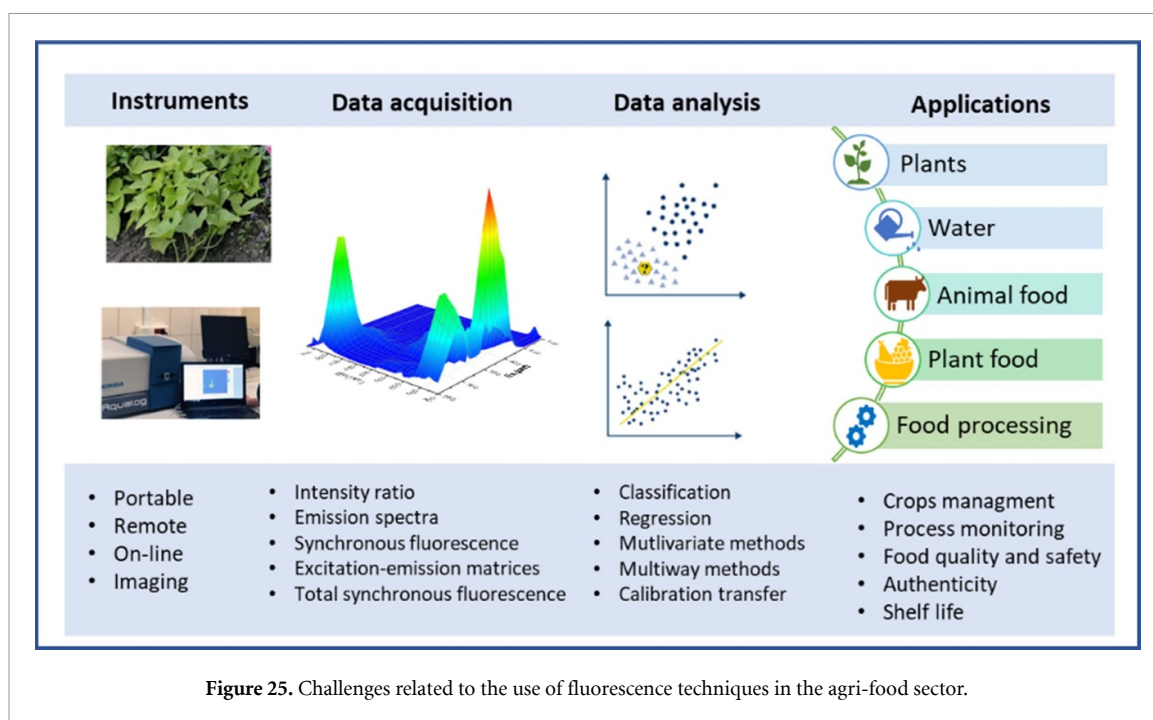 Instruments
Data acquisition
Data analysis
Applications
Plants
Water
Animal food
Plant food
Food processing
Aqualog
• Portable
• Remote
• On-line
• Imaging
• Intensity ratio
• Emission spectra
• Synchronous fluorescence
• Excitation-emission matrices
• Total synchronous fluorescence
• Classification
• Regression
• Mutlivariate methods
• Multiway methods
• Calibration transfer
• Crops managment
• Process monitoring
• Food quality and safety
• Authenticity
• Shelf life
Figure 25. Challenges related to the use of fluorescence techniques in the agri-food sector.